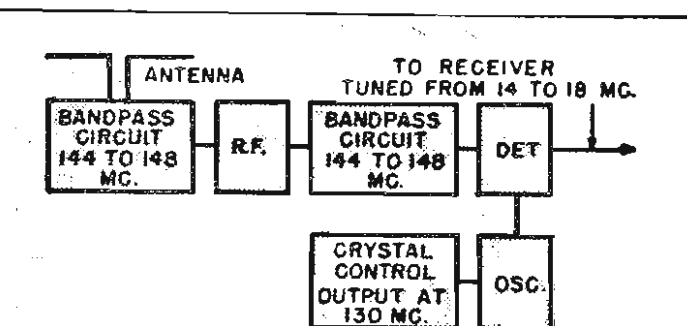 ANTENNA
TO RECEIVER
TUNED FROM 14 TO 18 MC.
BANDPASS
CIRCUIT
144 TO 148
MC.
R.F.
BANDPASS
CIRCUIT
144 TO 148
MC.
DET
CRYSTAL
CONTROL
OUTPUT AT
130 MC.
OSC.